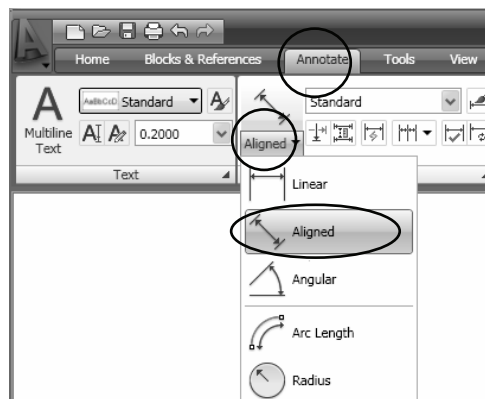 Home Blocks & References Annotate Tools View
A AaBbCcD Standard Standard
Multiline Text 0.2000 Aligned
Text
Linear
Aligned
Angular
Arc Length
Radius